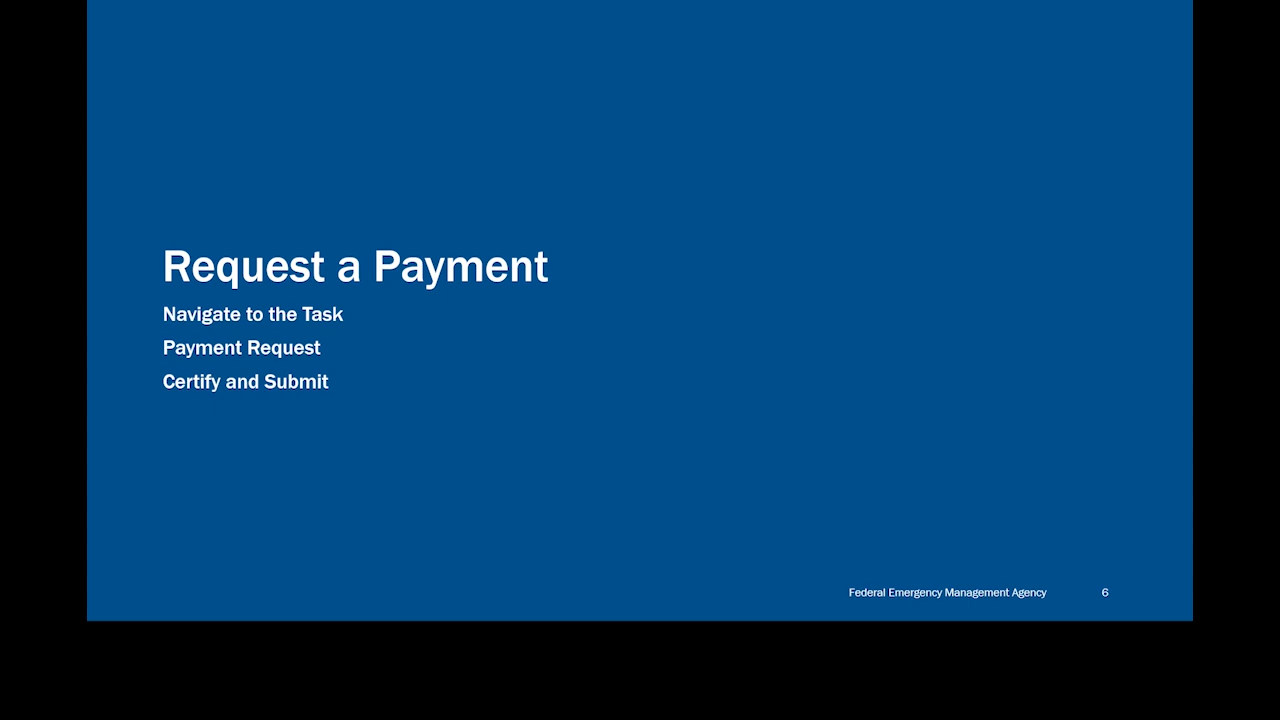 Request a Payment
Navigate to the Task
Payment Request
Certify and Submit
Federal Emergency Management Agency 6